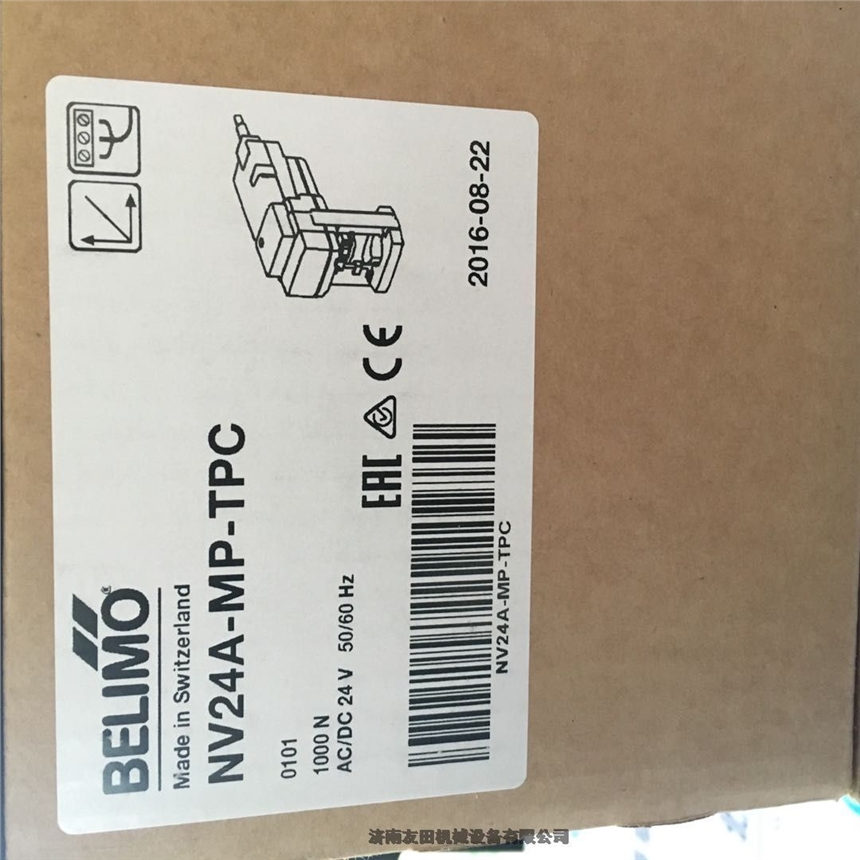 BELIMO®
Made in Switzerland
NV24A-MP-TPC
0101
1000 N
AC/DC 24 V 50/60 Hz
EAC CE
NV24A-MP-TPC
2016-08-22
济南友田机械设备有限公司